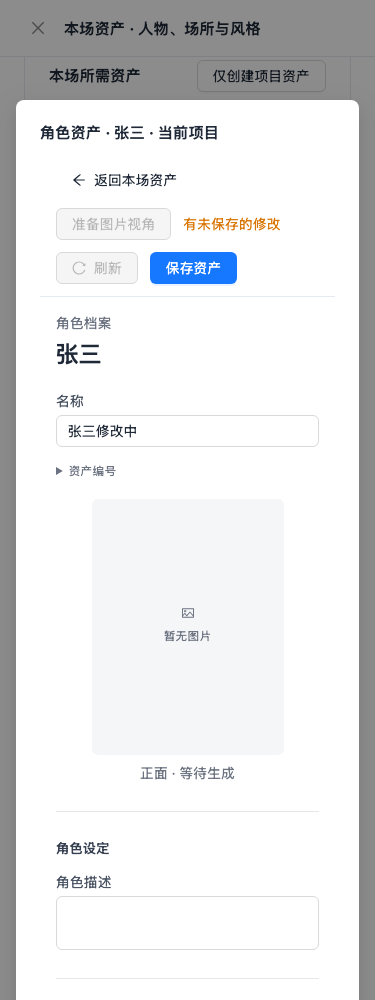 本场资产 · 人物、场所与风格
本场所需资产
仅创建项目资产
角色资产 · 张三 · 当前项目
返回本场资产
准备图片视角
有未保存的修改
刷新
保存资产
角色档案
张三
名称
张三修改中
资产编号
暂无图片
正面 · 等待生成
角色设定
角色描述